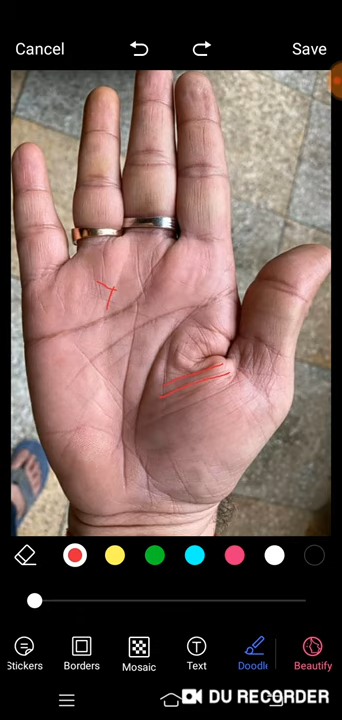 Cancel
Save
Stickers
Borders
Mosaic
Text
Doodle
Beautify
DU RECORDER